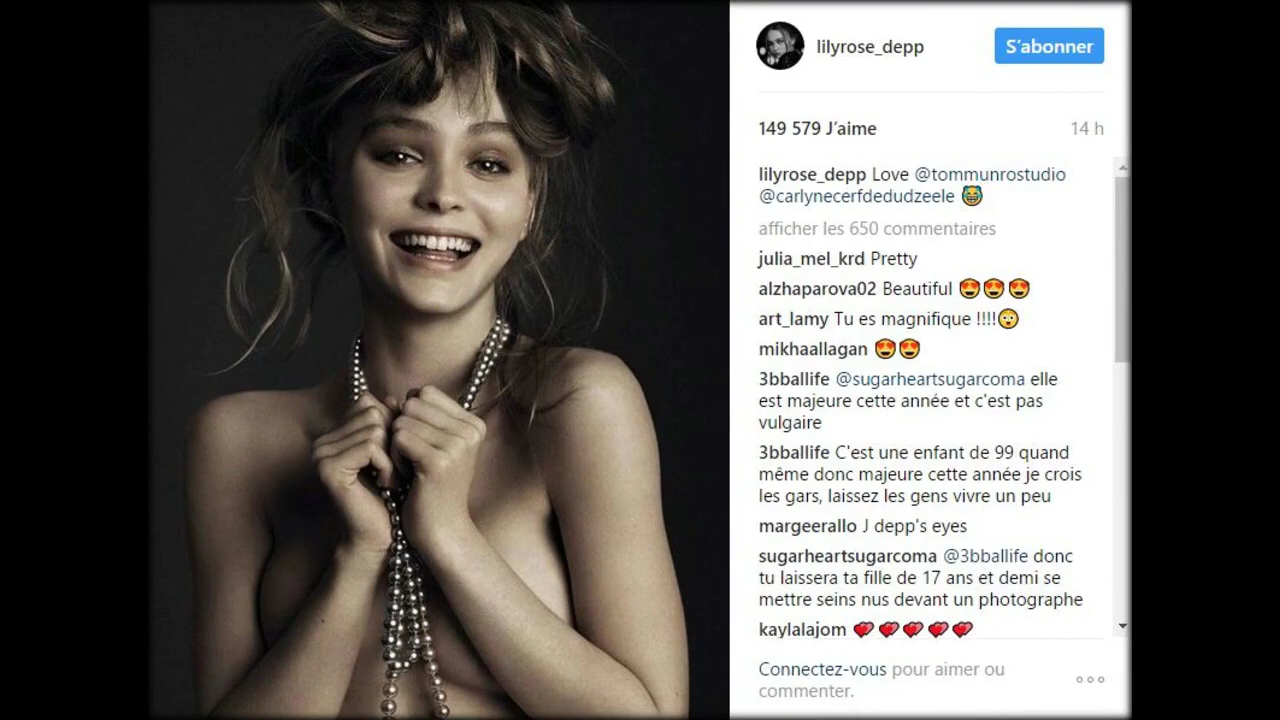 lilyrose_depp
S'abonner
149 579 J'aime
14 h
lilyrose_depp Love @tommunrostudio
@carlynecerfdedudzeele 😹
afficher les 650 commentaires
julia_mel_krd Pretty
alzhaparova02 Beautiful 😍😍😍
art_lamy Tu es magnifique !!!!😲
mikhaallagan 😍😍
3bballife @sugarheartsugarcoma elle
est majeure cette année et c'est pas
vulgaire
3bballife C'est une enfant de 99 quand
même donc majeure cette année je crois
les gars, laissez les gens vivre un peu
margeerallo J depp's eyes
sugarheartsugarcoma @3bballife donc
tu laissera ta fille de 17 ans et demi se
mettre seins nus devant un photographe
kaylalajom 💕💕💕💕💕
Connectez-vous pour aimer ou
commenter.